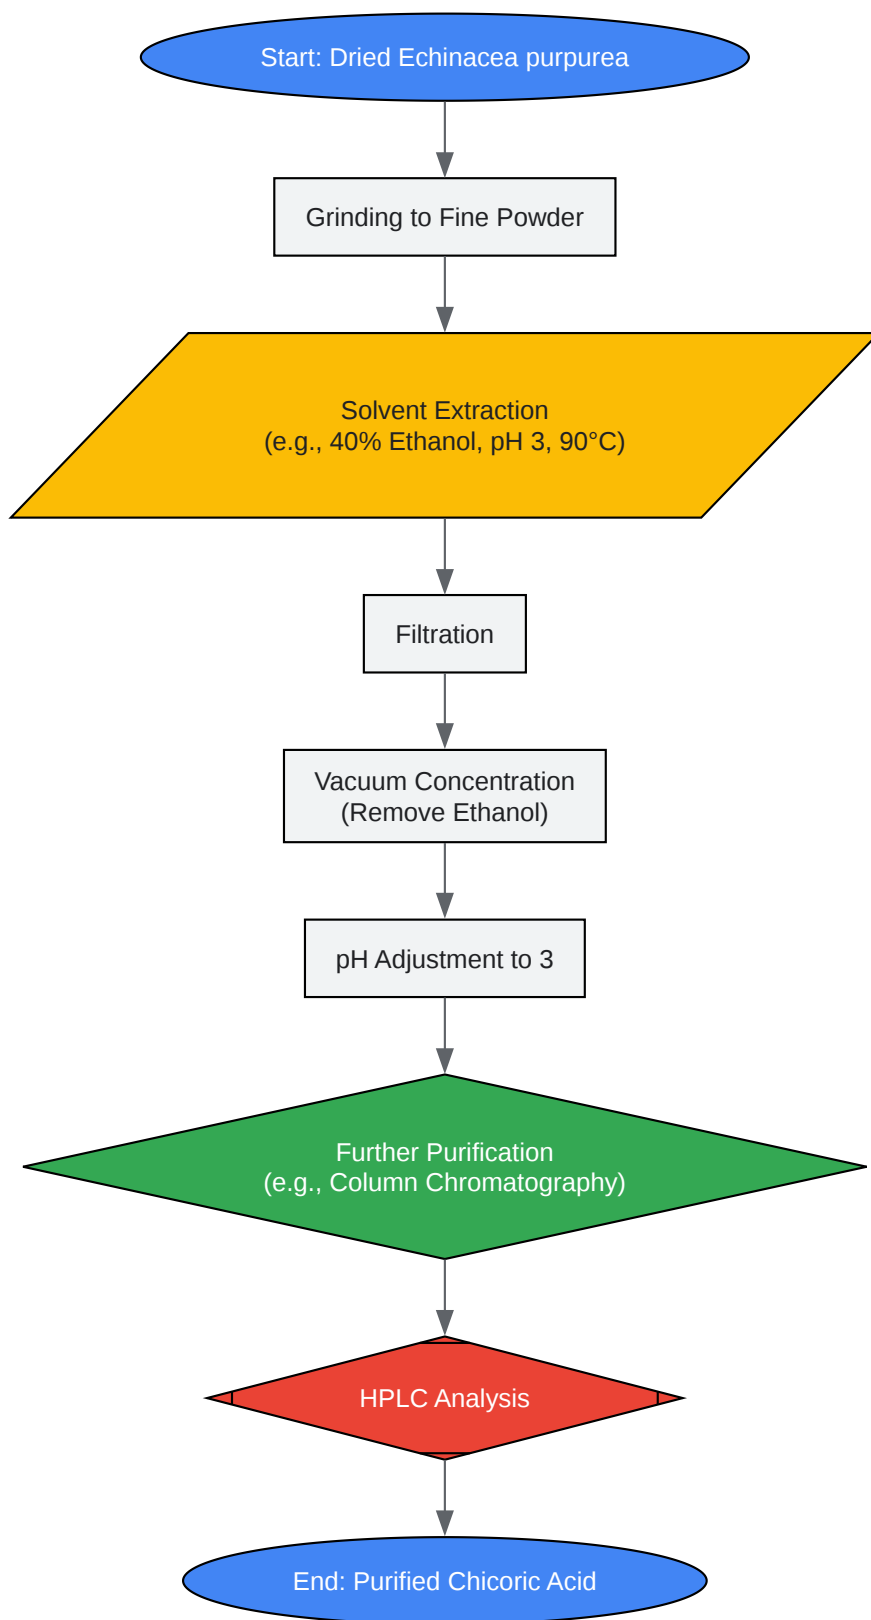 Start: Dried Echinacea purpurea
Grinding to Fine Powder
Solvent Extraction
(e.g., 40% Ethanol, pH 3, 90°C)
Filtration
Vacuum Concentration
(Remove Ethanol)
pH Adjustment to 3
Further Purification
(e.g., Column Chromatography)
HPLC Analysis
End: Purified Chicoric Acid